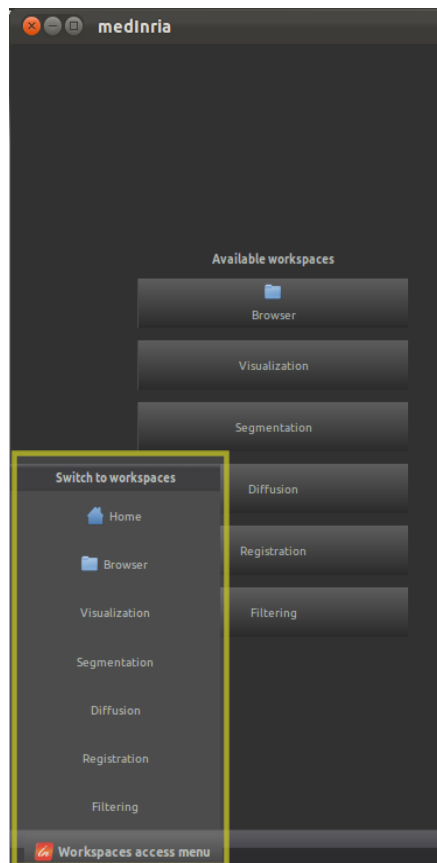 medInria
Available workspaces
Browser
Visualization
Segmentation
Diffusion
Registration
Filtering
Switch to workspaces
Home
Browser
Visualization
Segmentation
Diffusion
Registration
Filtering
Workspaces access menu